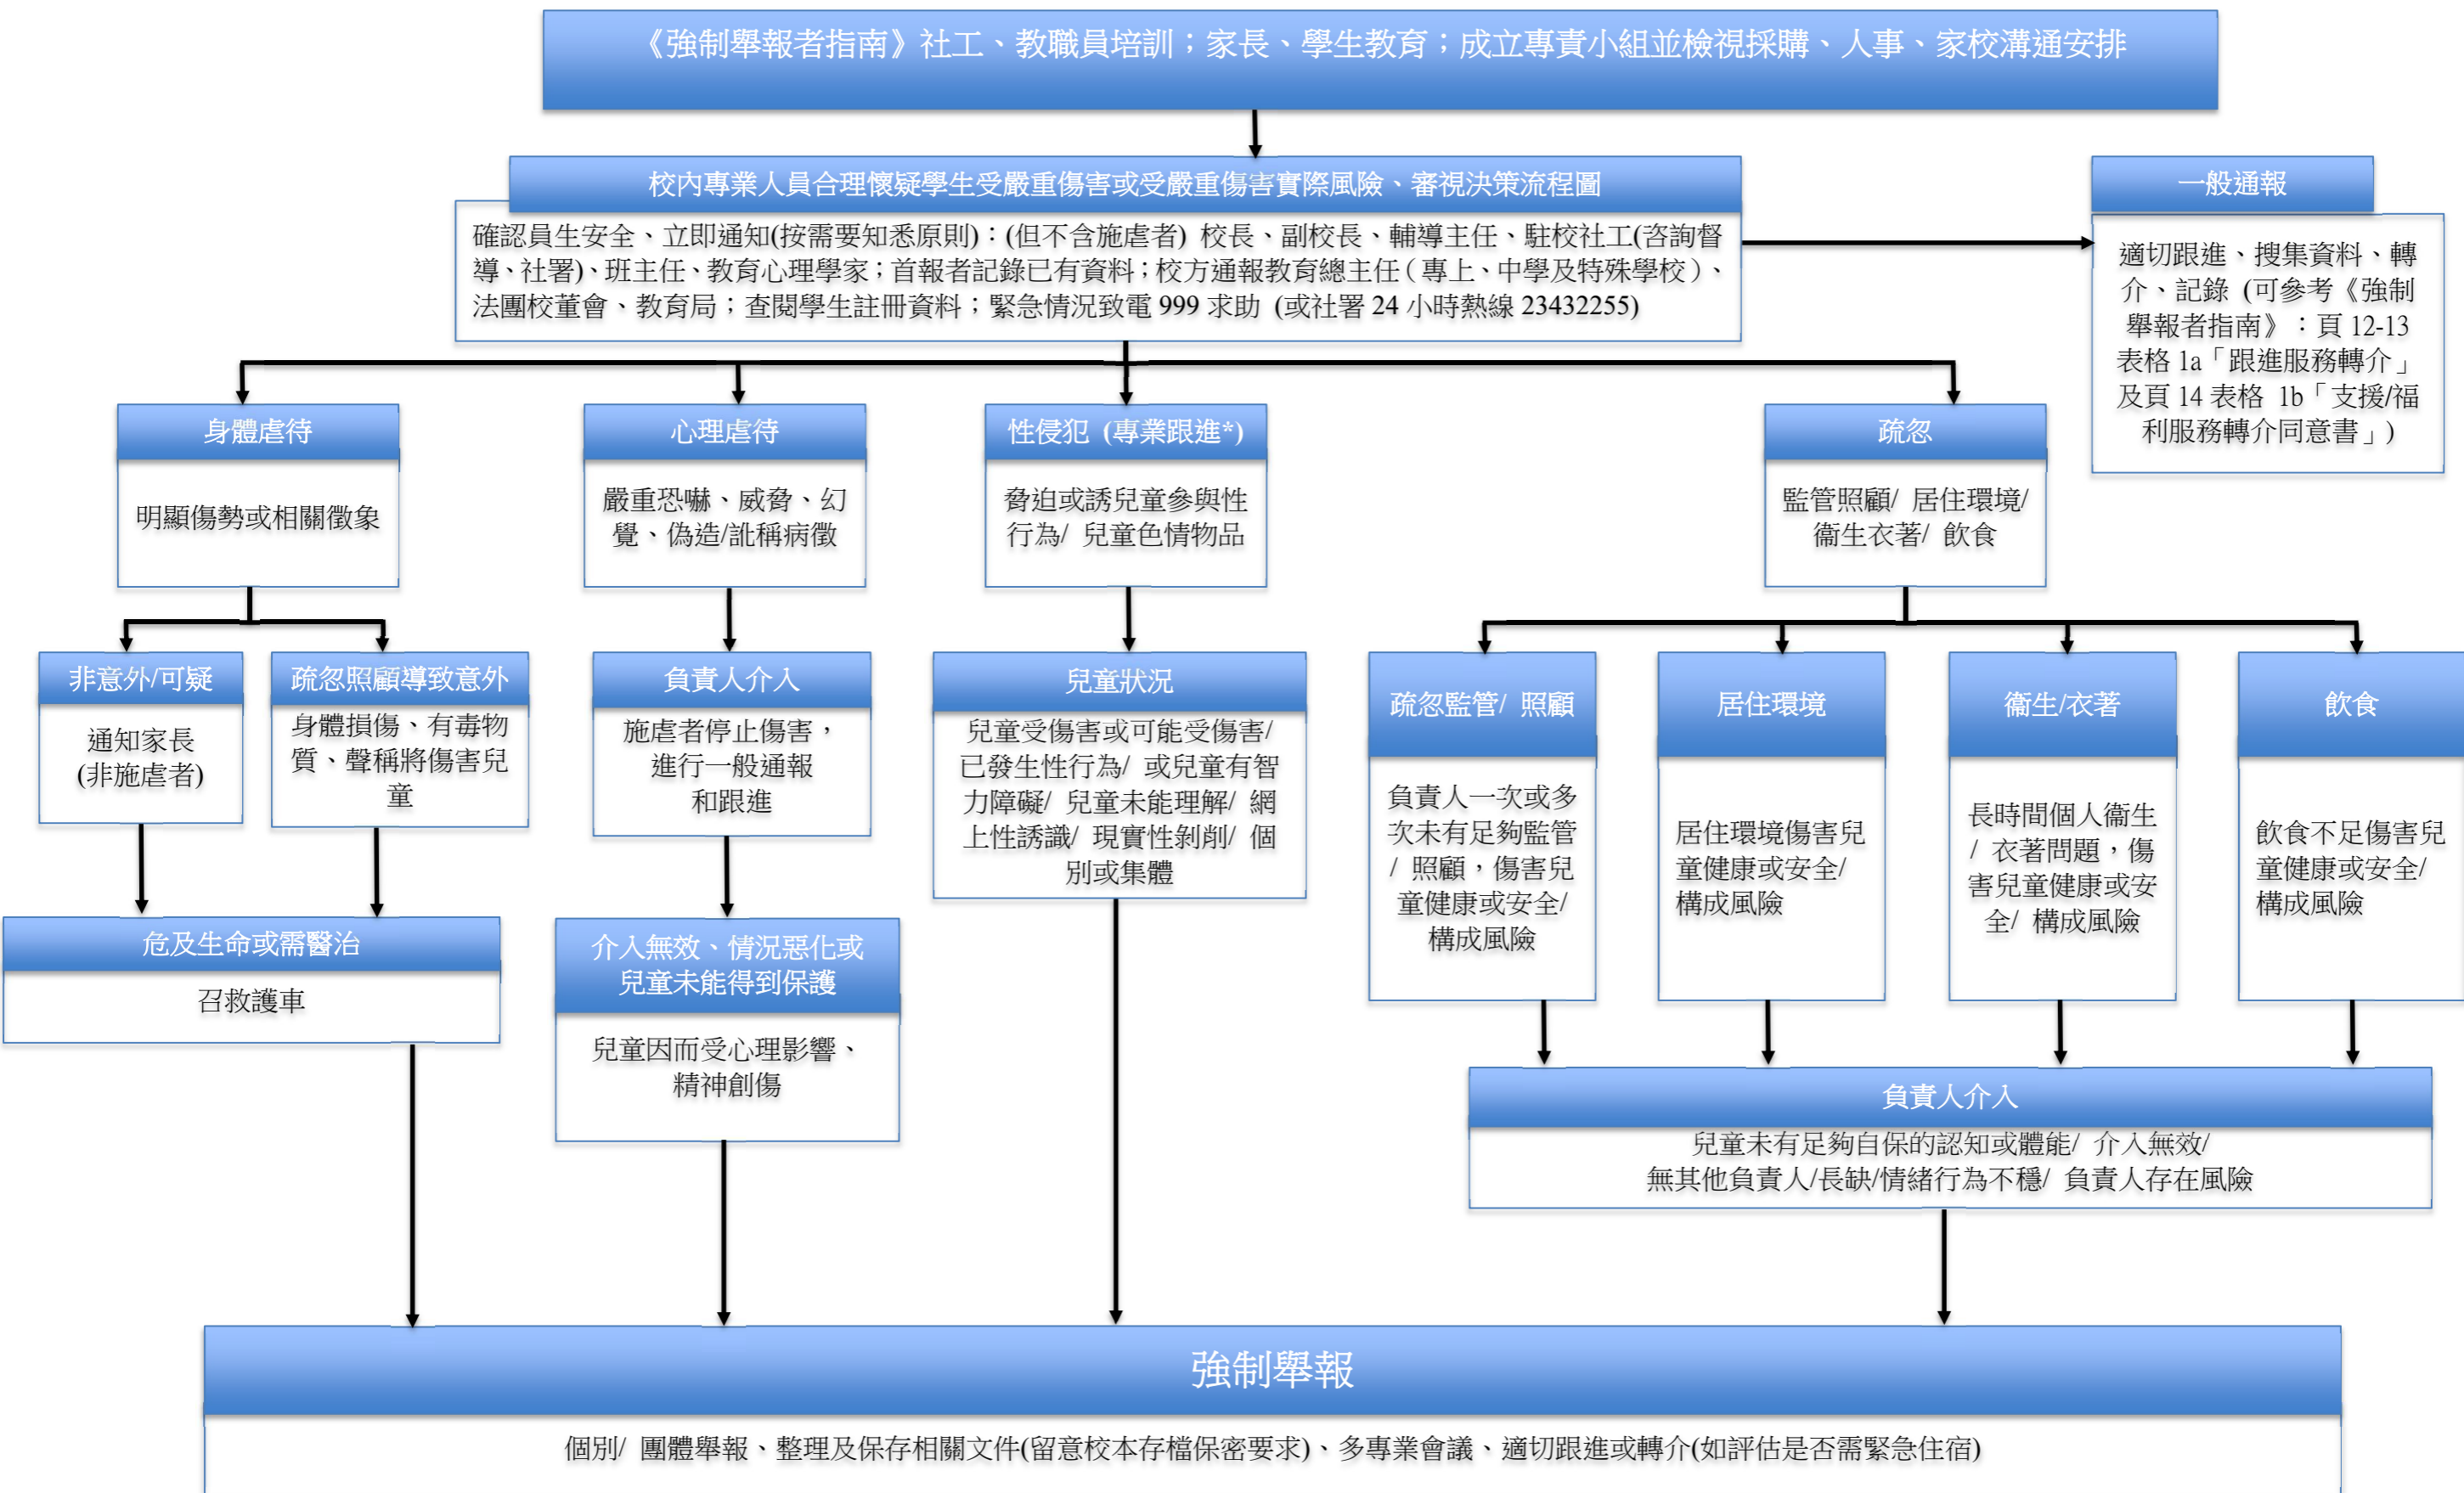 《強制舉報者指南》社工、教職員培訓；家長、學生教育；成立專責小組並檢視採購、人事、家校溝通安排
校內專業人員合理懷疑學生受嚴重傷害或受嚴重傷害實際風險、審視決策流程圖
確認員生安全、立即通知(按需要知悉原則)：(但不含施虐者) 校長、副校長、輔導主任、駐校社工(咨詢督
導、社署)、班主任、教育心理學家；首報者記錄已有資料；校方通報教育總主任（專上、中學及特殊學校）、
法團校董會、教育局；查閱學生註冊資料；緊急情況致電 999 求助 (或社署 24 小時熱線 23432255)
一般通報
適切跟進、搜集資料、轉
介、記錄 (可參考《強制
舉報者指南》：頁 12-13
表格 1a「跟進服務轉介」
及頁 14 表格 1b「支援/福
利服務轉介同意書」)
身體虐待
明顯傷勢或相關徵象
心理虐待
嚴重恐嚇、威脅、幻
覺、偽造/訛稱病徵
性侵犯 (專業跟進*)
脅迫或誘兒童參與性
行為/ 兒童色情物品
疏忽
監管照顧/ 居住環境/
衞生衣著/ 飲食
非意外/可疑
通知家長
(非施虐者)
疏忽照顧導致意外
身體損傷、有毒物
質、聲稱將傷害兒
童
負責人介入
施虐者停止傷害，
進行一般通報
和跟進
兒童狀況
兒童受傷害或可能受傷害/
已發生性行為/ 或兒童有智
力障礙/ 兒童未能理解/ 網
上性誘識/ 現實性剝削/ 個
別或集體
疏忽監管/ 照顧
負責人一次或多
次未有足夠監管
/ 照顧，傷害兒
童健康或安全/
構成風險
居住環境
居住環境傷害兒
童健康或安全/
構成風險
衞生/衣著
長時間個人衞生
/ 衣著問題，傷
害兒童健康或安
全/ 構成風險
飲食
飲食不足傷害兒
童健康或安全/
構成風險
危及生命或需醫治
召救護車
介入無效、情況惡化或
兒童未能得到保護
兒童因而受心理影響、
精神創傷
負責人介入
兒童未有足夠自保的認知或體能/ 介入無效/
無其他負責人/長缺/情緒行為不穩/ 負責人存在風險
強制舉報
個別/ 團體舉報、整理及保存相關文件(留意校本存檔保密要求)、多專業會議、適切跟進或轉介(如評估是否需緊急住宿)